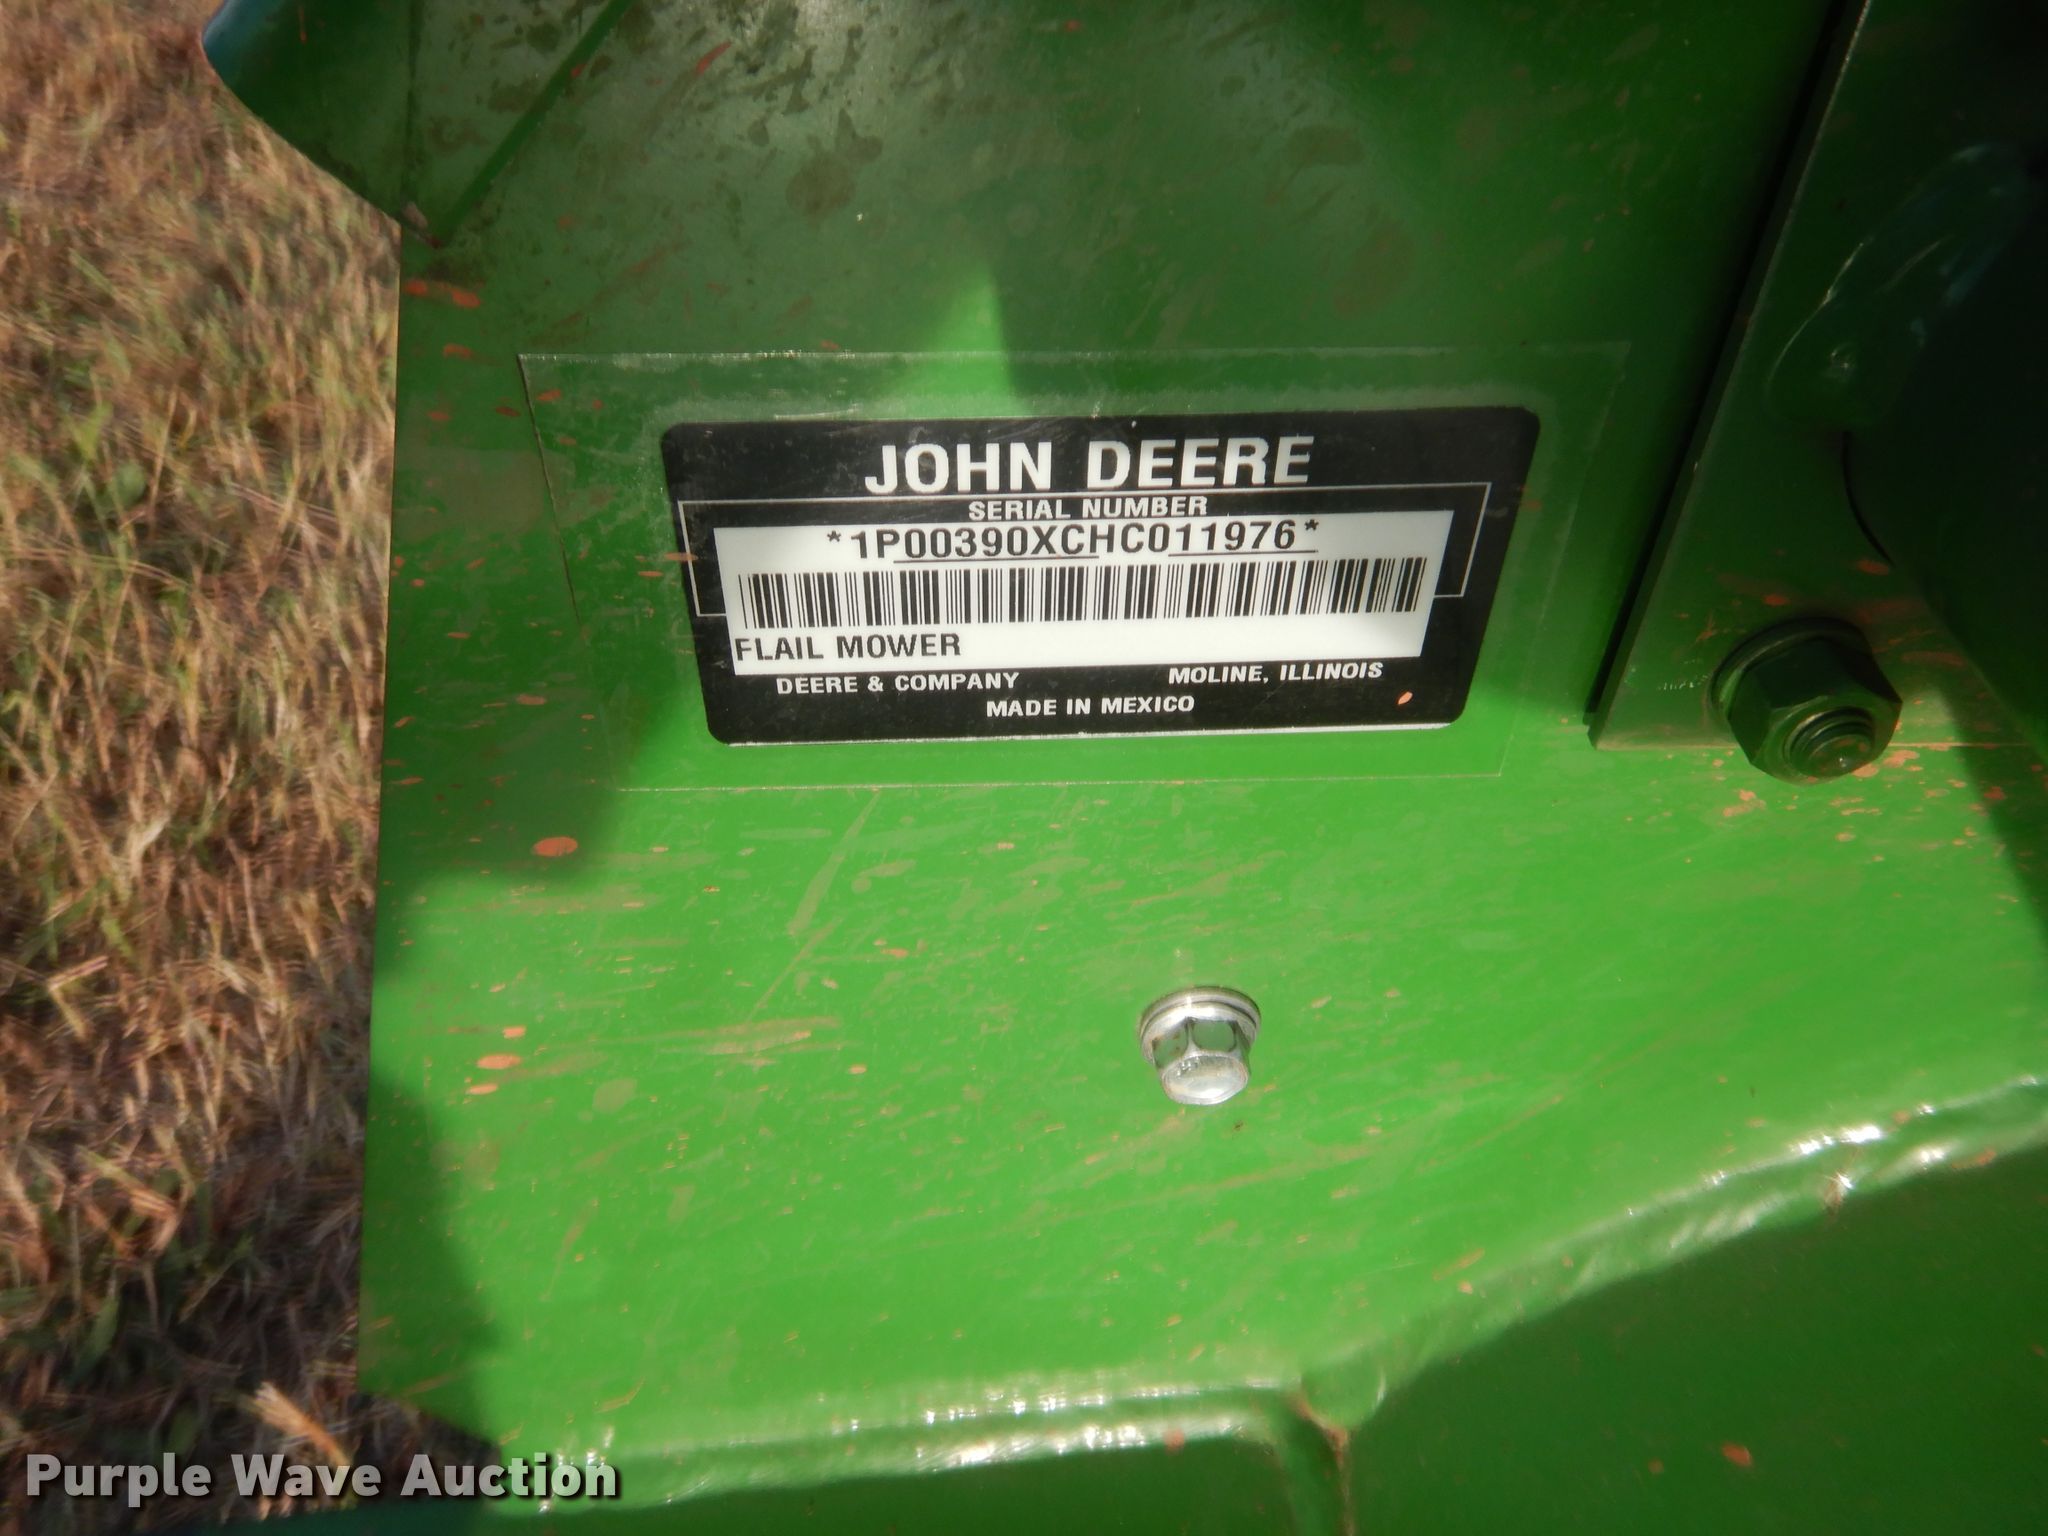 JOHN DEERE
SERIAL NUMBER
*1P00390XCHC011976*
FLAIL MOWER
DEERE & COMPANY MOLINE, ILLINOIS
MADE IN MEXICO
Purple Wave Auction